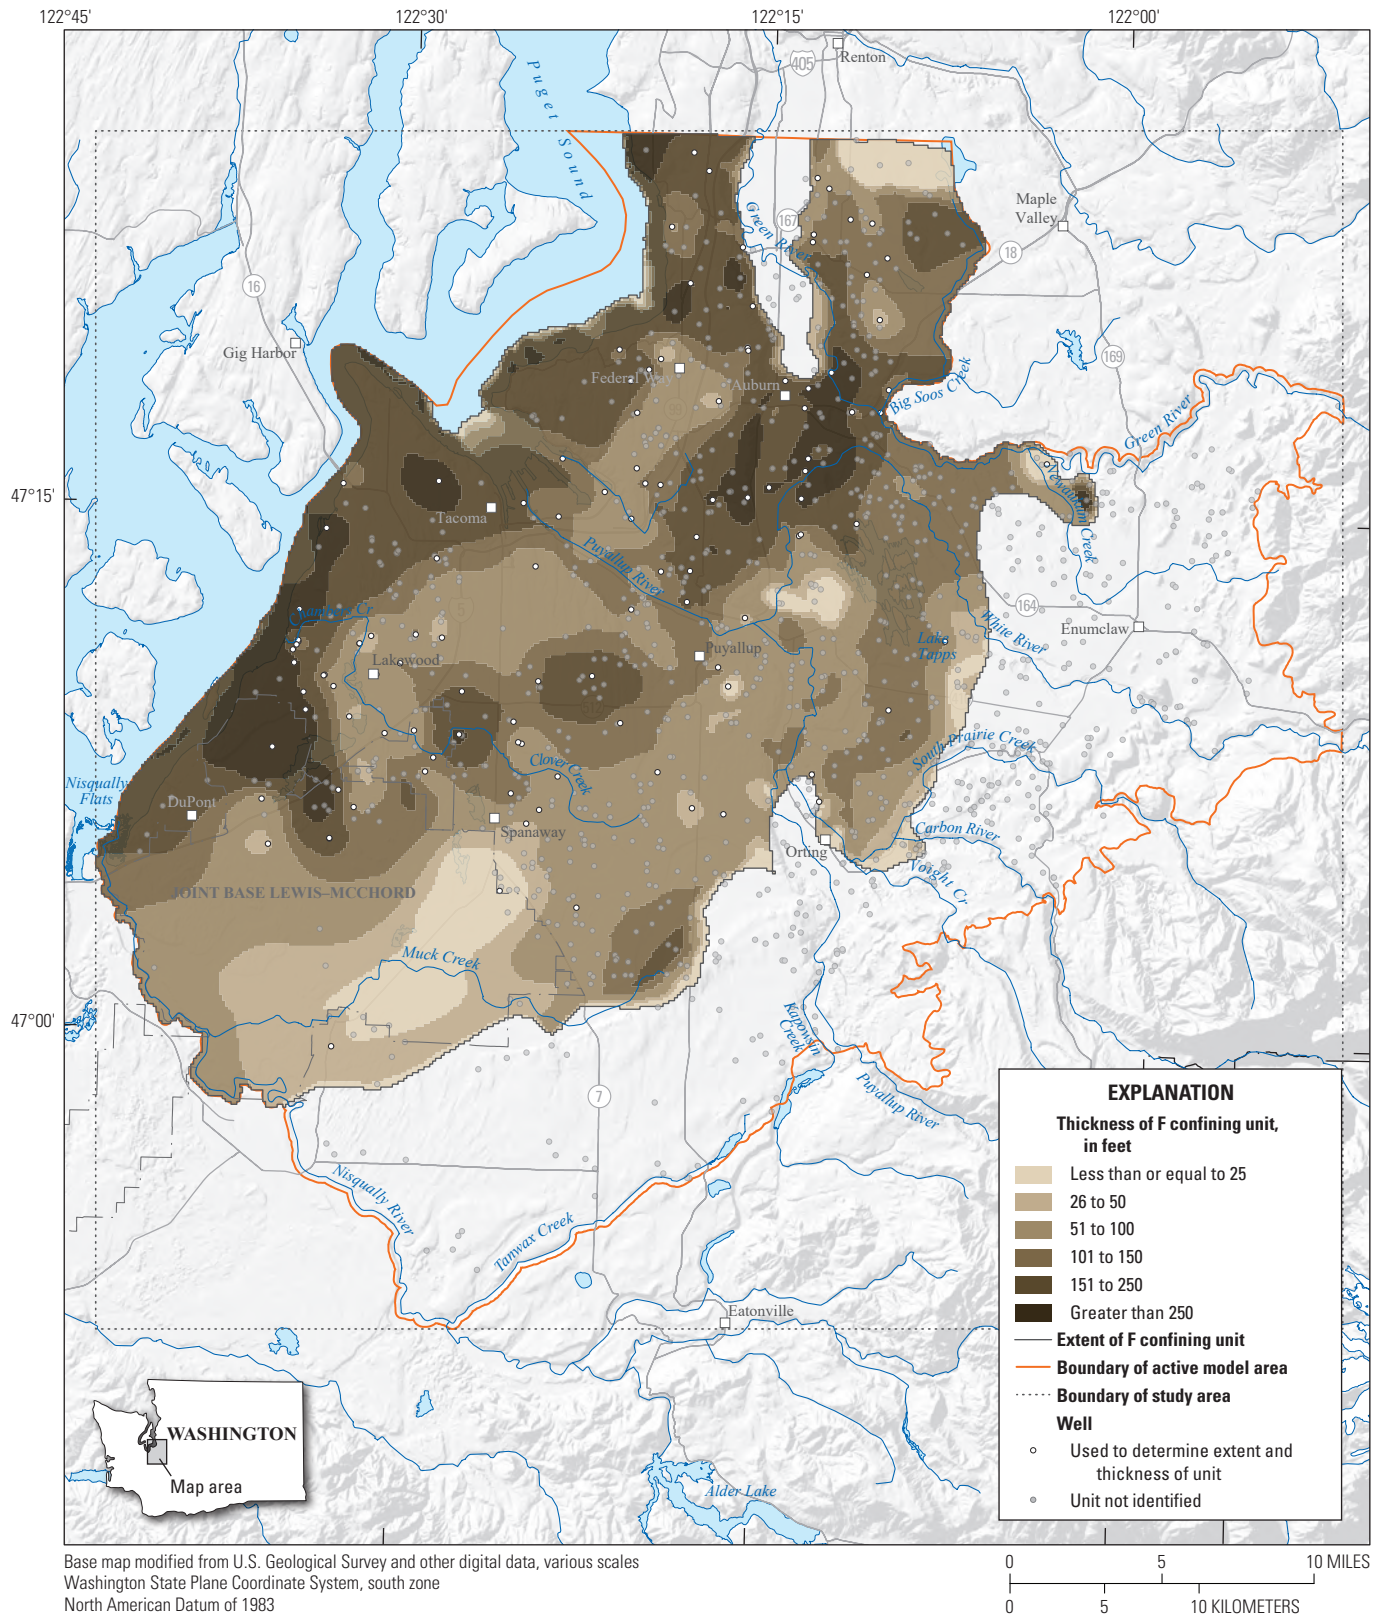 122°45' 122°30' 122°15' 122°00'
405
Renton
Puget Sound
Maple
Valley
Green River
167
18
16
Gig Harbor
169
Federal Way
Auburn
Big Soos Creek
Green River
47°15'
Newaukum Creek
Tacoma
Puyallup River
Chambers Cr
5
164
White River
Enumclaw
Lake
Tapps
Puyallup
Lakewood
512
South Prairie Creek
Clover Creek
Nisqually
Flats
DuPont
Spanaway
Carbon River
Orting
Voight Cr
JOINT BASE LEWIS–MCCHORD
Muck Creek
47°00'
Kapowsin
Creek
Puyallup River
7
Nisqually River
Tanwax Creek
Eatonville
Alder Lake
EXPLANATION
Thickness of F confining unit,
in feet
Less than or equal to 25
26 to 50
51 to 100
101 to 150
151 to 250
Greater than 250
Extent of F confining unit
Boundary of active model area
Boundary of study area
Well
Used to determine extent and
thickness of unit
Unit not identified
WASHINGTON
Map area
Base map modified from U.S. Geological Survey and other digital data, various scales
Washington State Plane Coordinate System, south zone
North American Datum of 1983
0 5 10 MILES
0 5 10 KILOMETERS